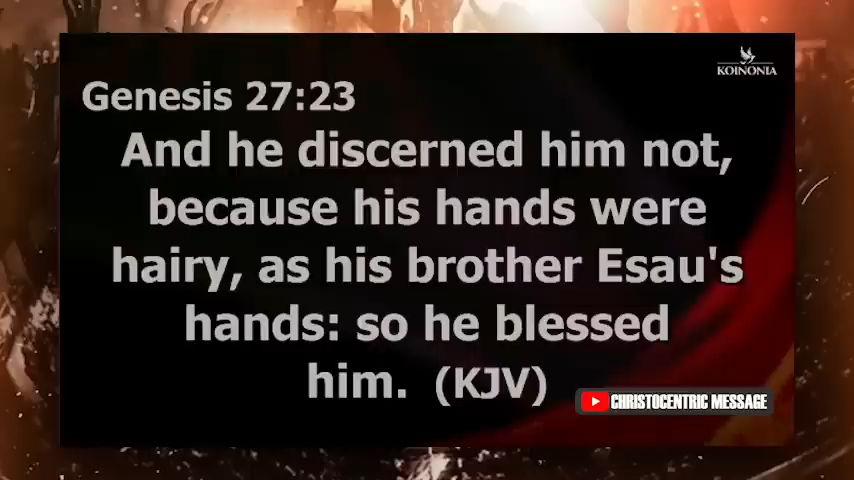 KOINONIA
Genesis 27:23
And he discerned him not,
because his hands were
hairy, as his brother Esau's
hands: so he blessed
him. (KJV)
CHRISTOCENTRIC MESSAGE